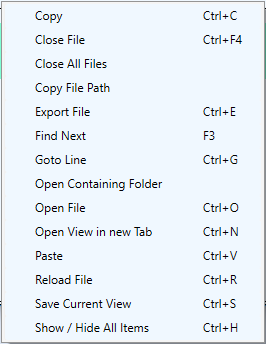 Copy Ctrl+C
Close File Ctrl+F4
Close All Files
Copy File Path
Export File Ctrl+E
Find Next F3
Goto Line Ctrl+G
Open Containing Folder
Open File Ctrl+O
Open View in new Tab Ctrl+N
Paste Ctrl+V
Reload File Ctrl+R
Save Current View Ctrl+S
Show / Hide All Items Ctrl+H